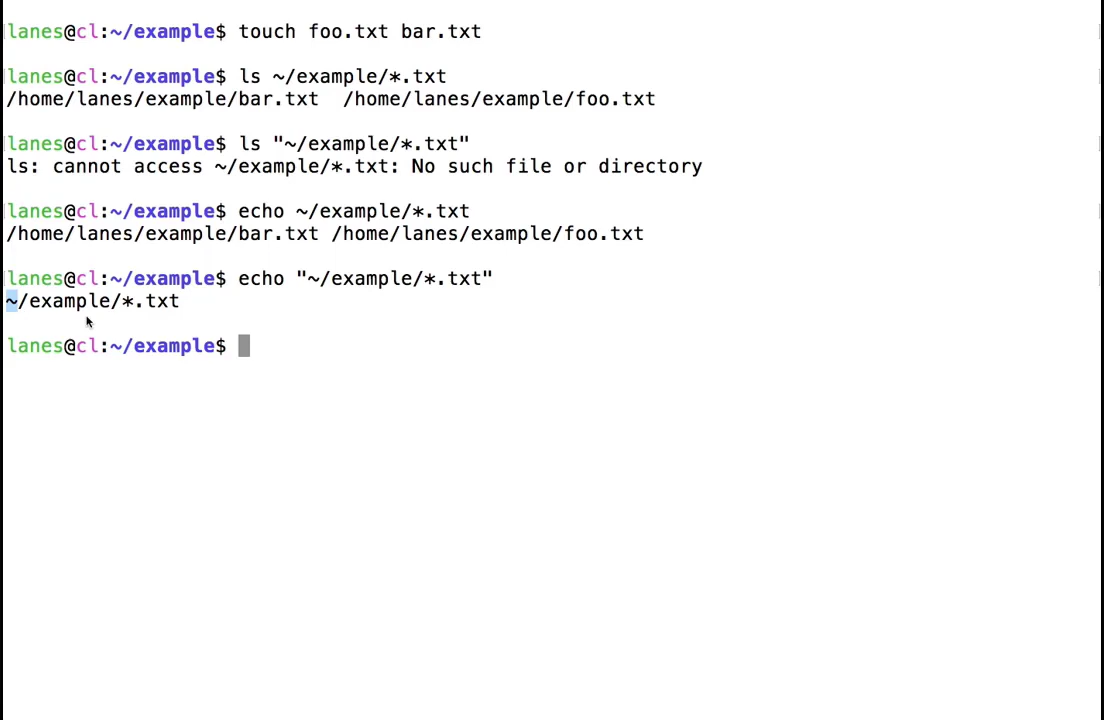 lanes@cl:~/example$ touch foo.txt bar.txt
lanes@cl:~/example$ ls ~/example/*.txt
/home/lanes/example/bar.txt  /home/lanes/example/foo.txt
lanes@cl:~/example$ ls "~/example/*.txt"
ls: cannot access ~/example/*.txt: No such file or directory
lanes@cl:~/example$ echo ~/example/*.txt
/home/lanes/example/bar.txt /home/lanes/example/foo.txt
lanes@cl:~/example$ echo "~/example/*.txt"
~/example/*.txt
lanes@cl:~/example$